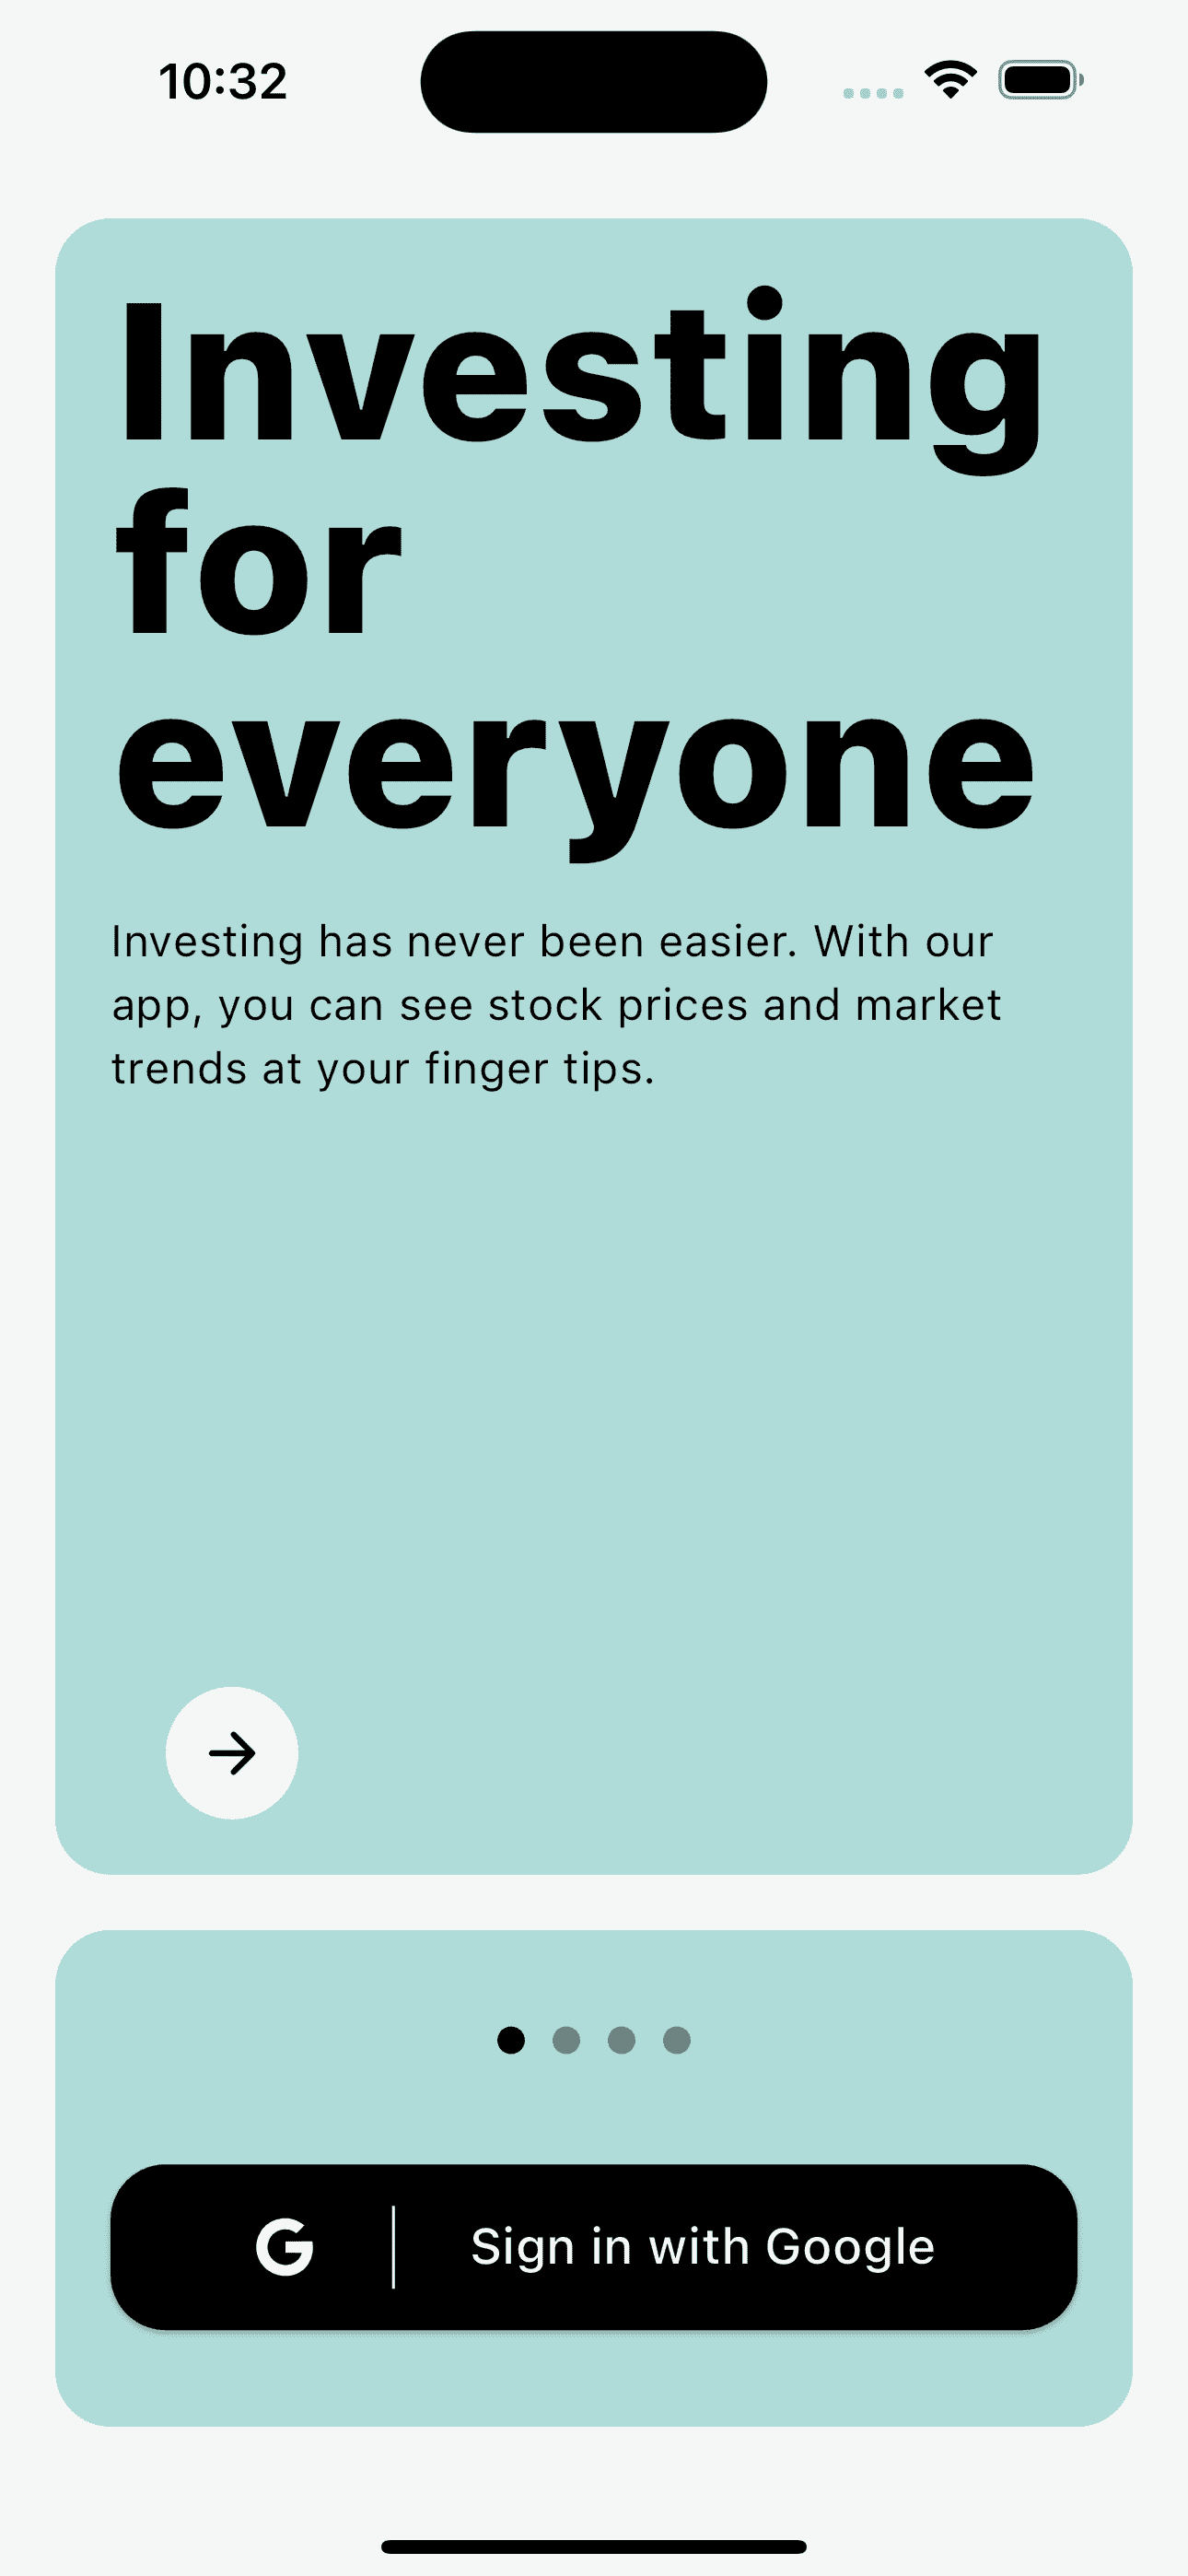 10:32
Investing
for
everyone
Investing has never been easier. With our
app, you can see stock prices and market
trends at your finger tips.
G
Sign in with Google